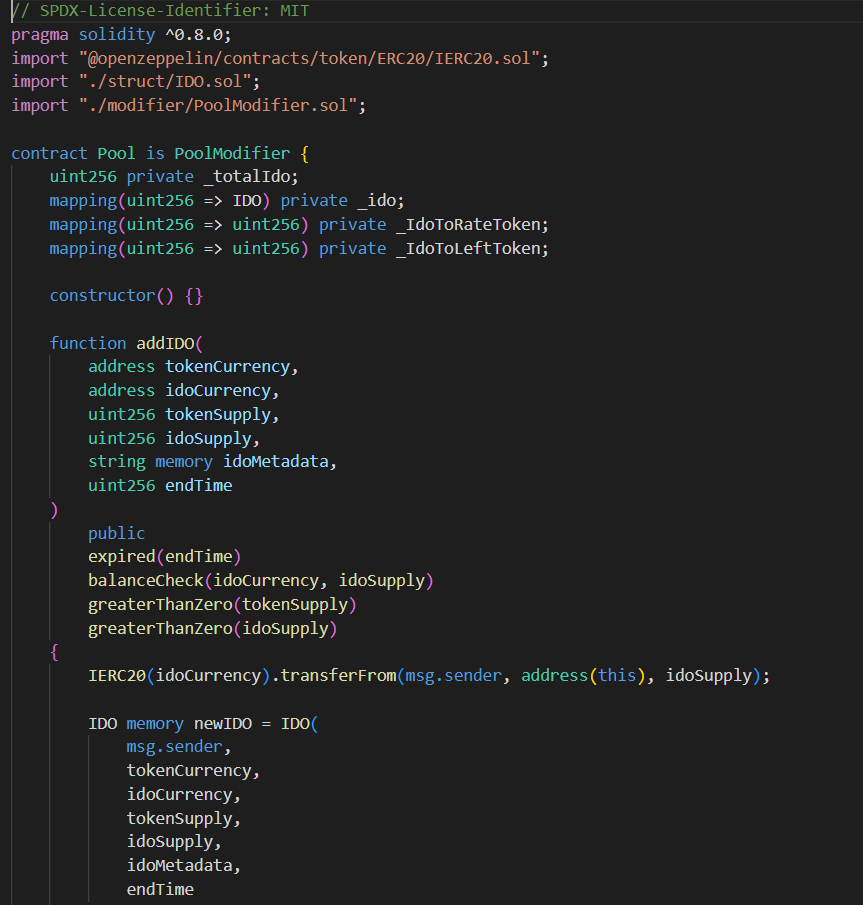 // SPDX-License-Identifier: MIT
pragma solidity ^0.8.0;
import "@openzeppelin/contracts/token/ERC20/IERC20.sol";
import "./struct/IDO.sol";
import "./modifier/PoolModifier.sol";

contract Pool is PoolModifier {
    uint256 private _totalIdo;
    mapping(uint256 => IDO) private _ido;
    mapping(uint256 => uint256) private _IdoToRateToken;
    mapping(uint256 => uint256) private _IdoToLeftToken;

    constructor() {}

    function addIDO(
        address tokenCurrency,
        address idoCurrency,
        uint256 tokenSupply,
        uint256 idoSupply,
        string memory idoMetadata,
        uint256 endTime
    )
        public
        expired(endTime)
        balanceCheck(idoCurrency, idoSupply)
        greaterThanZero(tokenSupply)
        greaterThanZero(idoSupply)
    {
        IERC20(idoCurrency).transferFrom(msg.sender, address(this), idoSupply);

        IDO memory newIDO = IDO(
            msg.sender,
            tokenCurrency,
            idoCurrency,
            tokenSupply,
            idoSupply,
            idoMetadata,
            endTime